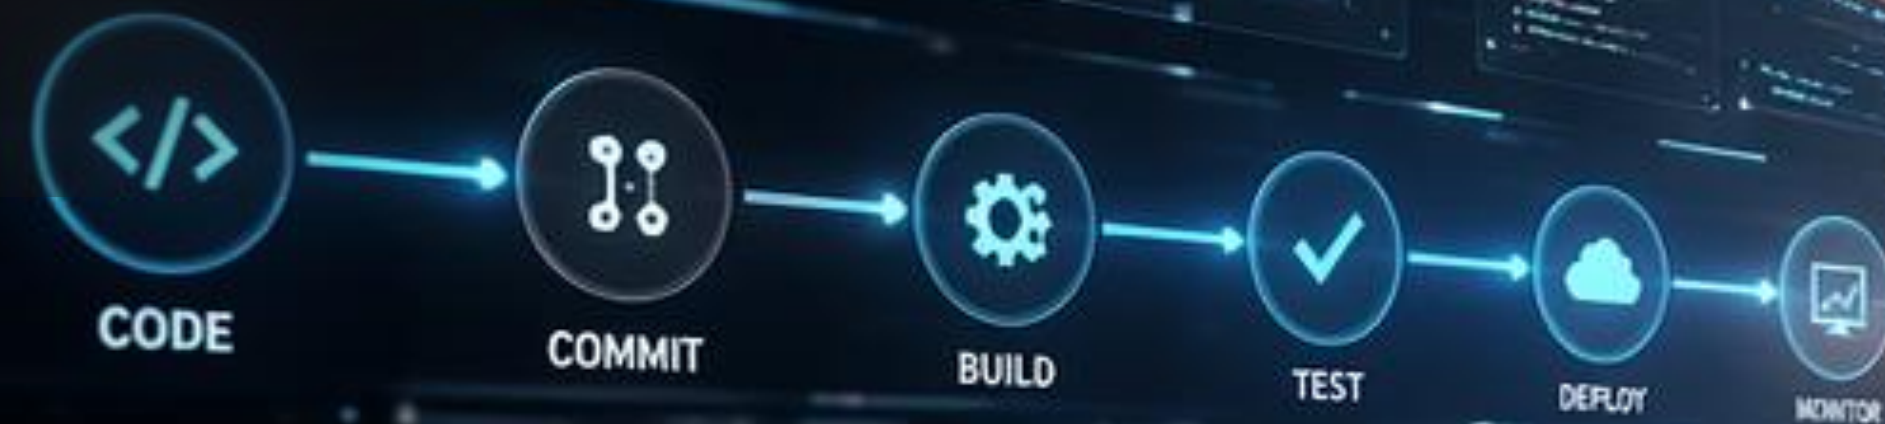 CODE
COMMIT
BUILD
TEST
DEPLOY
MONITOR